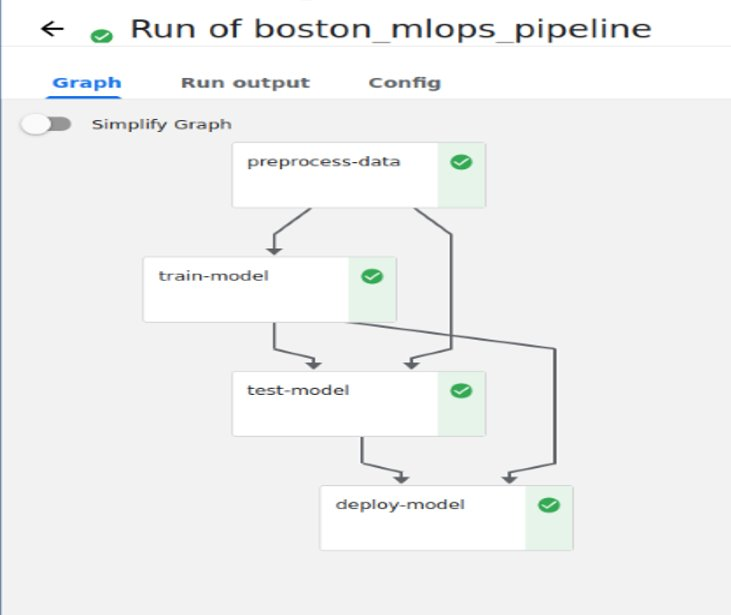 Run of boston_mlops_pipeline
Graph Run output Config
Simplify Graph
preprocess-data
train-model
test-model
deploy-model